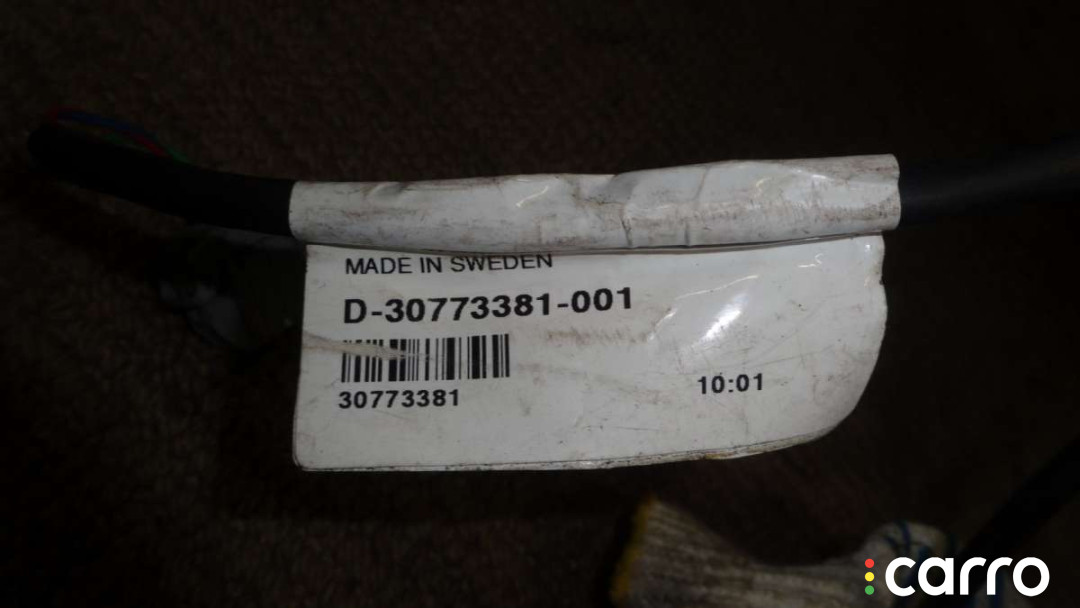 MADE IN SWEDEN
D-30773381-001
30773381
10:01
carro